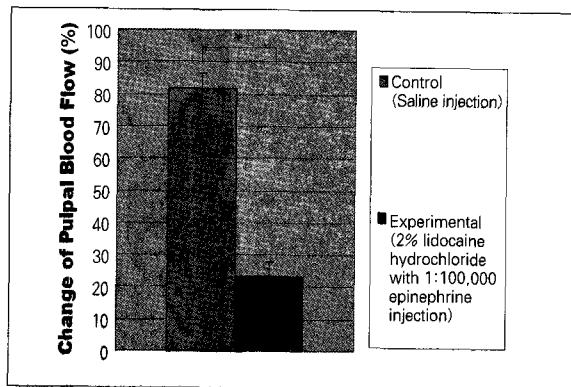 Change of Pulpal Blood Flow (%)
100
90
80
70
60
50
40
30
20
10
0
*
Control
(Saline injection)
Experimental
(2% lidocaine
hydrochloride
with 1:100,000
epinephrine
injection)